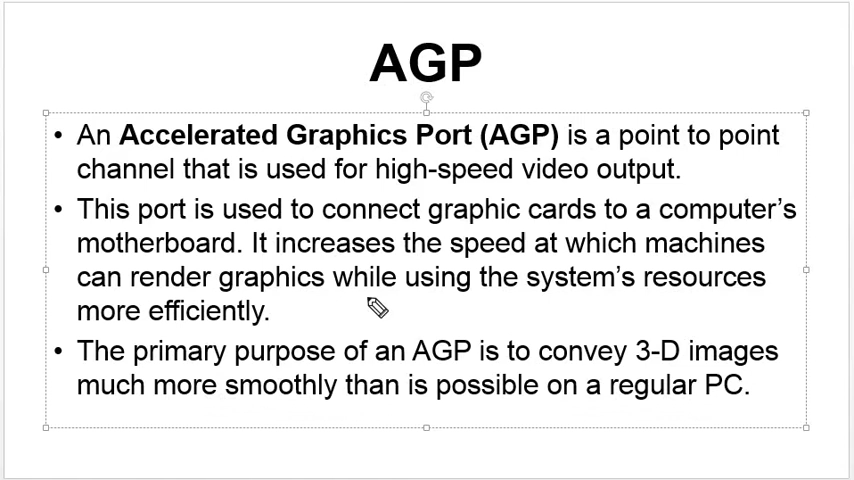 AGP
• An Accelerated Graphics Port (AGP) is a point to point
channel that is used for high-speed video output.
• This port is used to connect graphic cards to a computer’s
motherboard. It increases the speed at which machines
can render graphics while using the system’s resources
more efficiently.
• The primary purpose of an AGP is to convey 3-D images
much more smoothly than is possible on a regular PC.